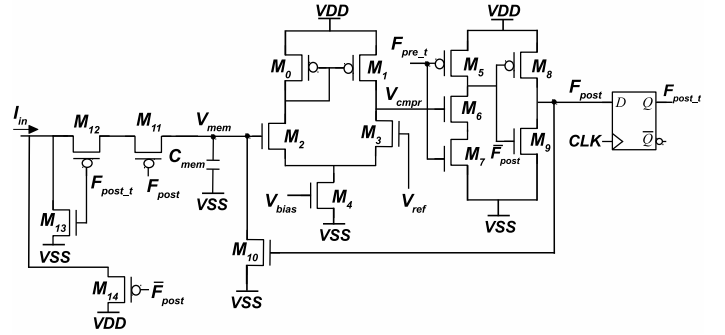 VDD
VDD
M0
M1
Fpre_t
M5
M8
Iin
M12
M11
Vmem
Vcmpr
M6
Fpost
D
Q
Fpost_t
M2
M3
Cmem
M7
F̅post
M9
CLK
Q̅
Fpost_t
Fpost
VSS
Vbias
M4
Vref
VSS
M13
VSS
VSS
M10
M14
F̅post
VSS
VDD